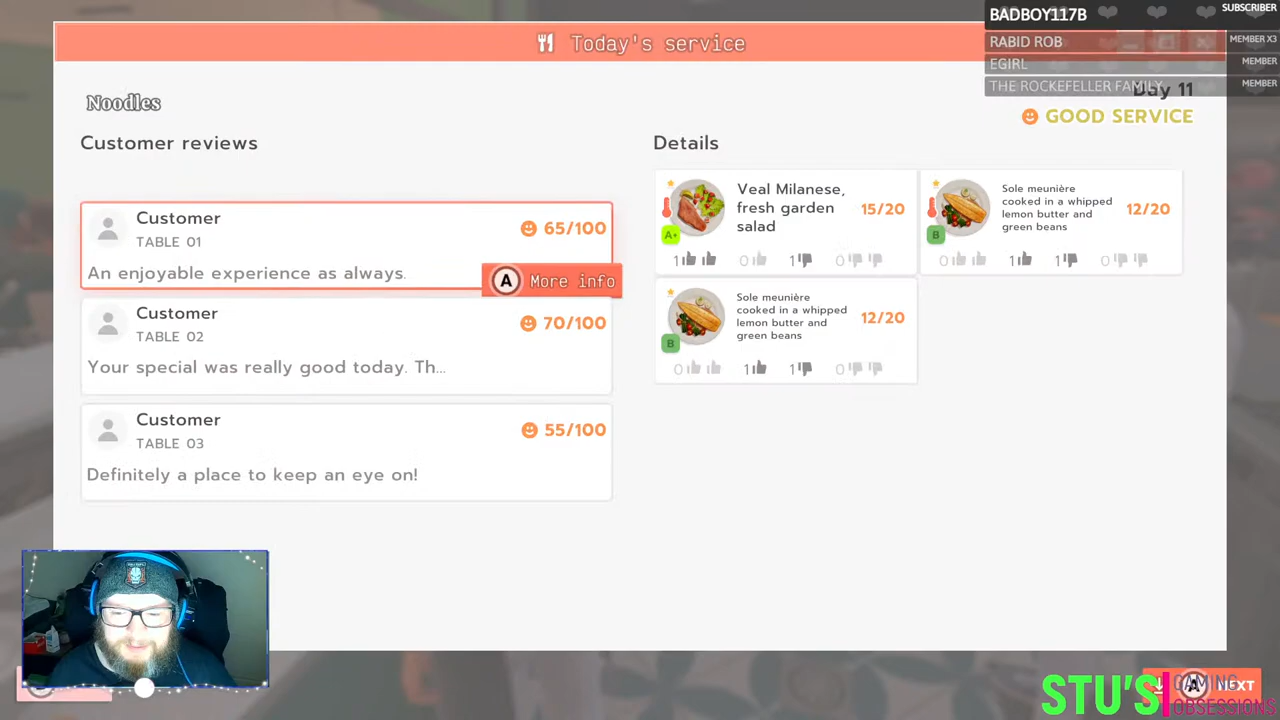 BADBOY117B
SUBSCRIBER
RABID ROB
MEMBER X3
EGIRL
MEMBER
THE ROCKEFELLER FAMILY
MEMBER
Today's service
Day 11
Noodles
GOOD SERVICE
Customer reviews
Customer
TABLE 01
65/100
An enjoyable experience as always.
A More info
Customer
TABLE 02
70/100
Your special was really good today. Th...
Customer
TABLE 03
55/100
Definitely a place to keep an eye on!
Details
Veal Milanese,
fresh garden
salad
15/20
A+
1 0 1 0
Sole meunière
cooked in a whipped
lemon butter and
green beans
12/20
B
0 1 1 0
Sole meunière
cooked in a whipped
lemon butter and
green beans
12/20
B
0 1 1 0
A NEXT
STU'S GAMING
OBSESSIONS